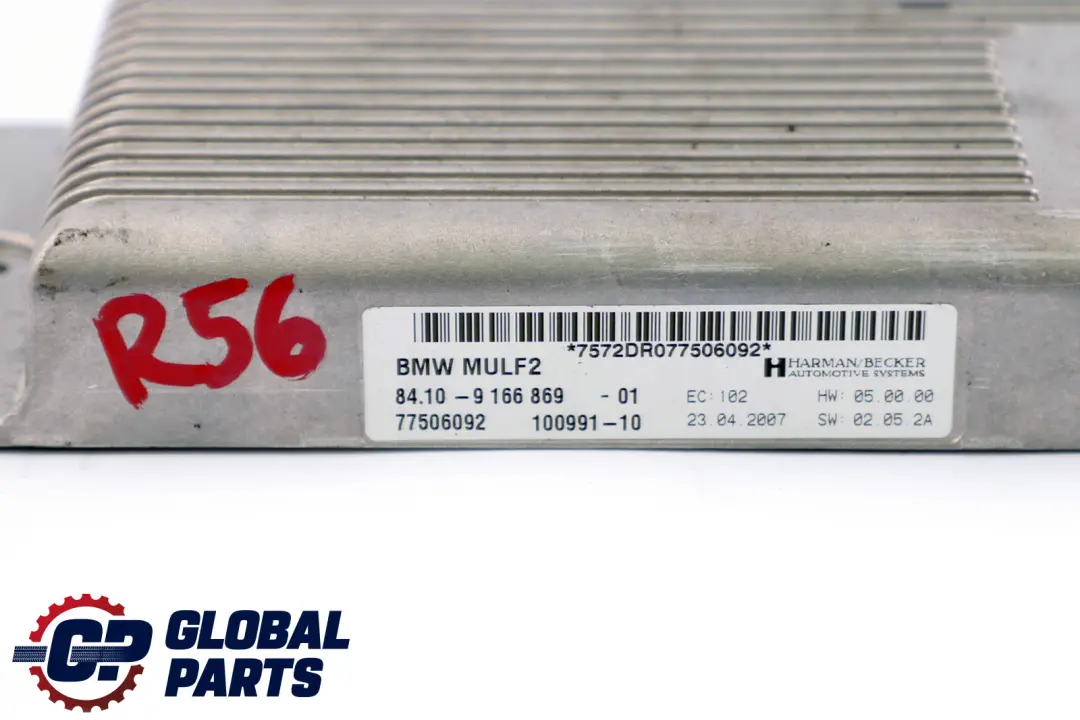 R56
*7572DR077506092*
BMW MULF2
HARMAN/BECKER
AUTOMOTIVE SYSTEMS
84.10 - 9 166 869 - 01 EC: 102 HW: 05.00.00
77506092 100991-10 23.04.2007 SW: 02.05.2A
GP GLOBAL
PARTS